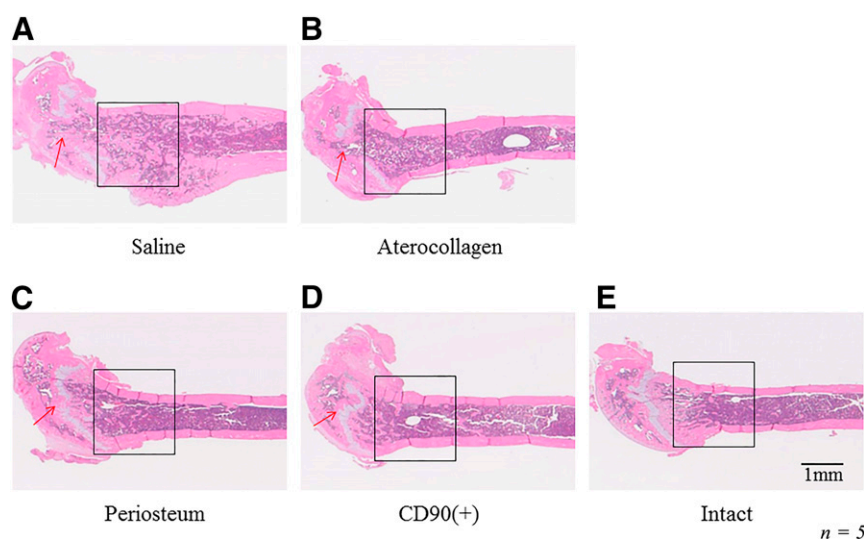 A
B
Saline
Aterocollagen
C
D
E
1mm
Periosteum
CD90(+)
Intact
n = 5